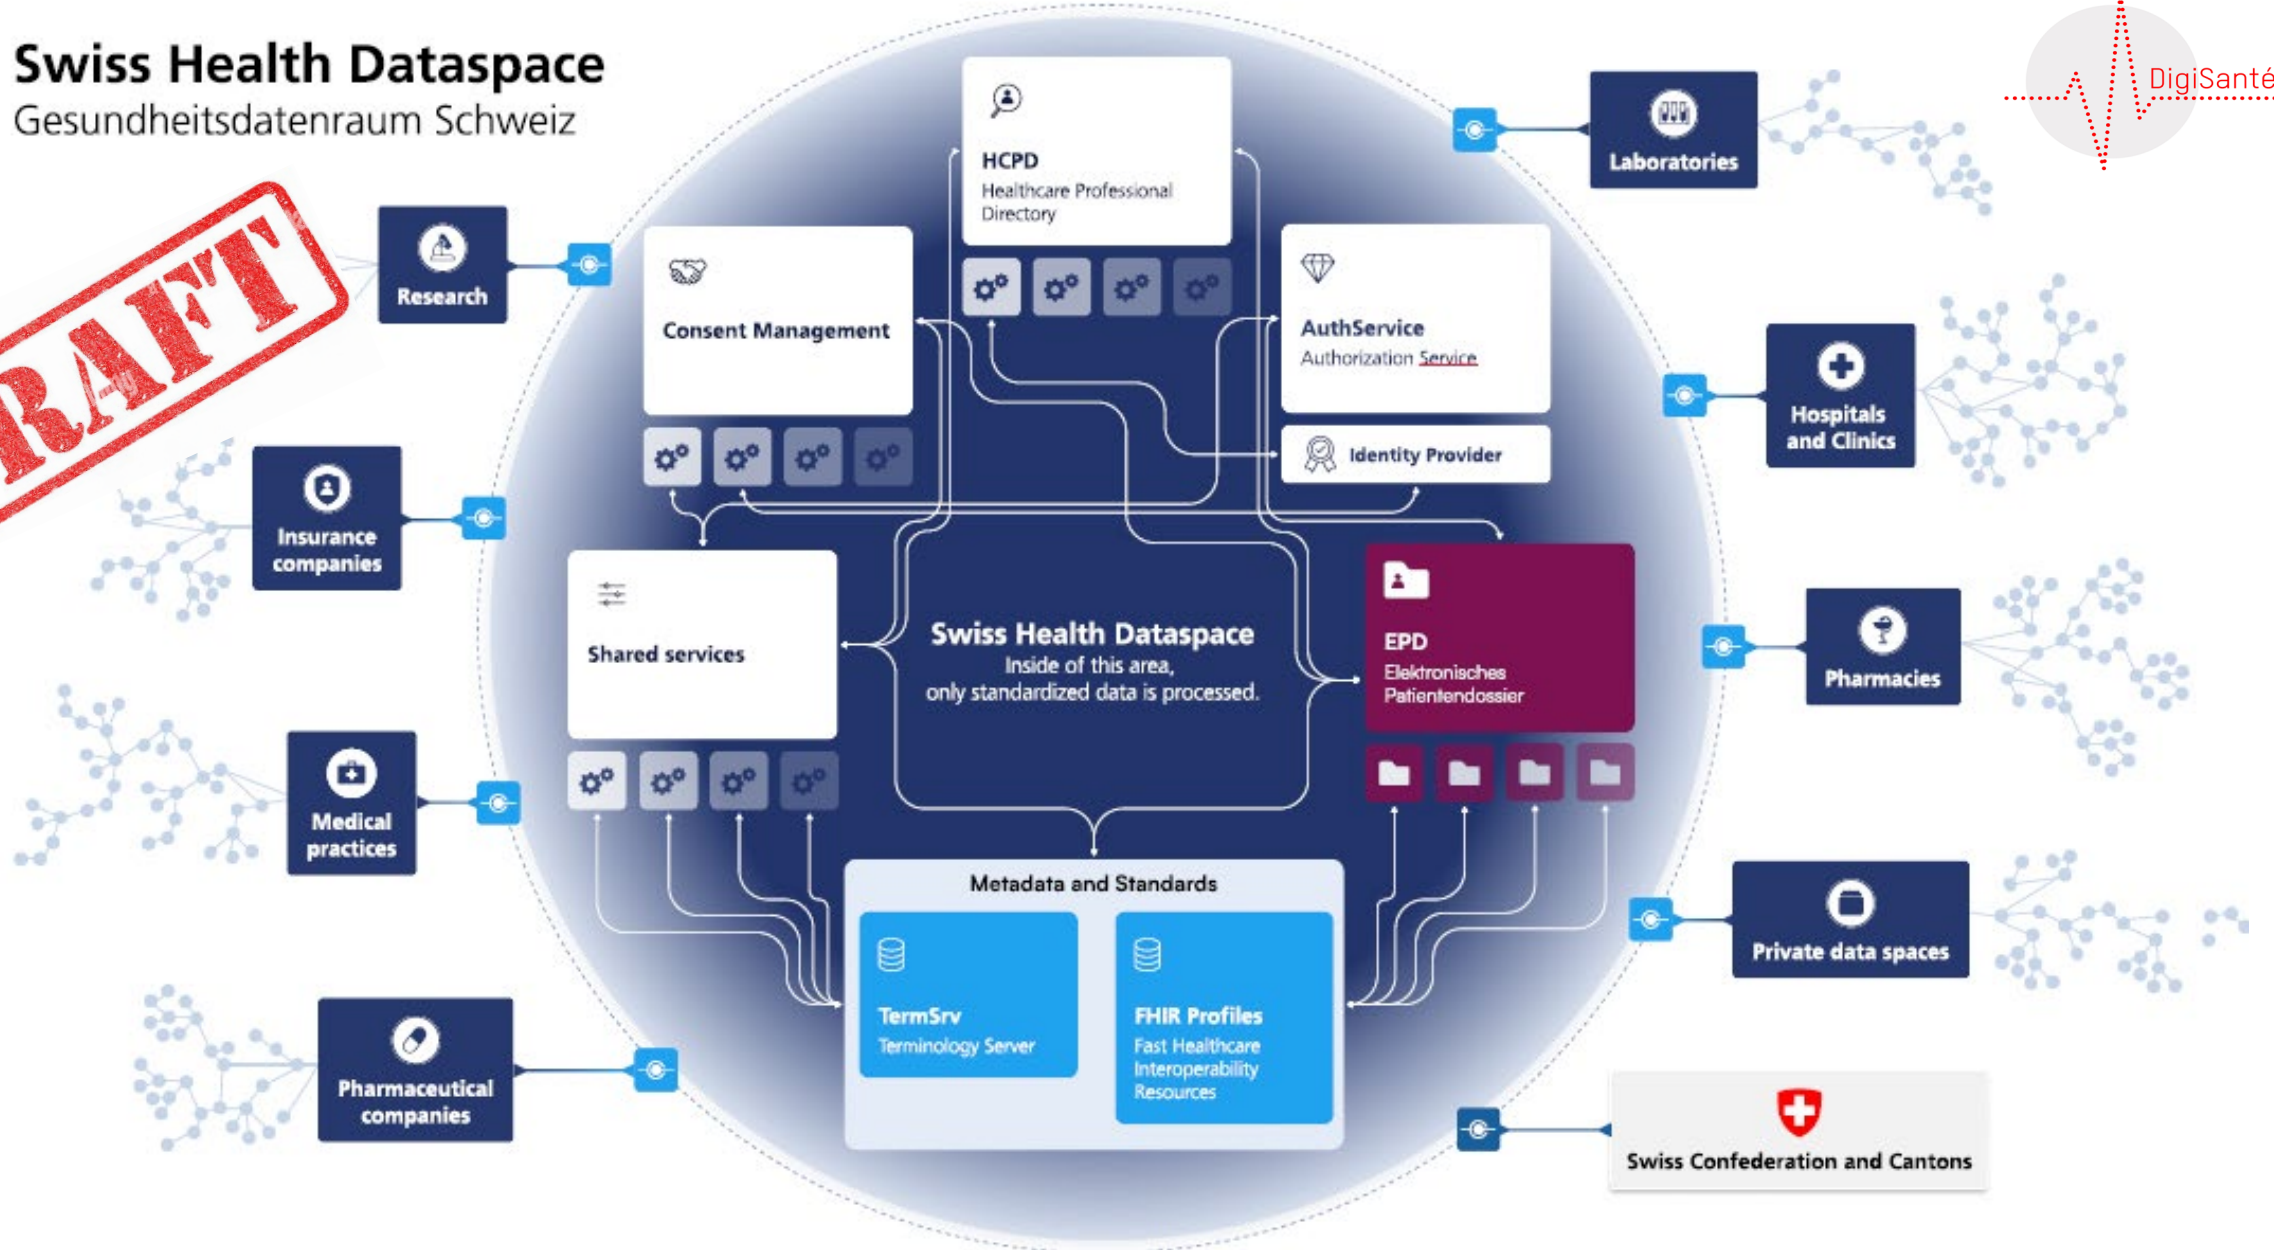 Swiss Health Dataspace
Gesundheitsdatenraum Schweiz
DigiSanté
RAFT
Research
Insurance
companies
Medical
practices
Pharmaceutical
companies
HCPD
Healthcare Professional
Directory
Consent Management
AuthService
Authorization Service
Identity Provider
Shared services
Swiss Health Dataspace
Inside of this area,
only standardized data is processed.
EPD
Elektronisches
Patientendossier
Metadata and Standards
TermSrv
Terminology Server
FHIR Profiles
Fast Healthcare
Interoperability
Resources
Laboratories
Hospitals
and Clinics
Pharmacies
Private data spaces
Swiss Confederation and Cantons